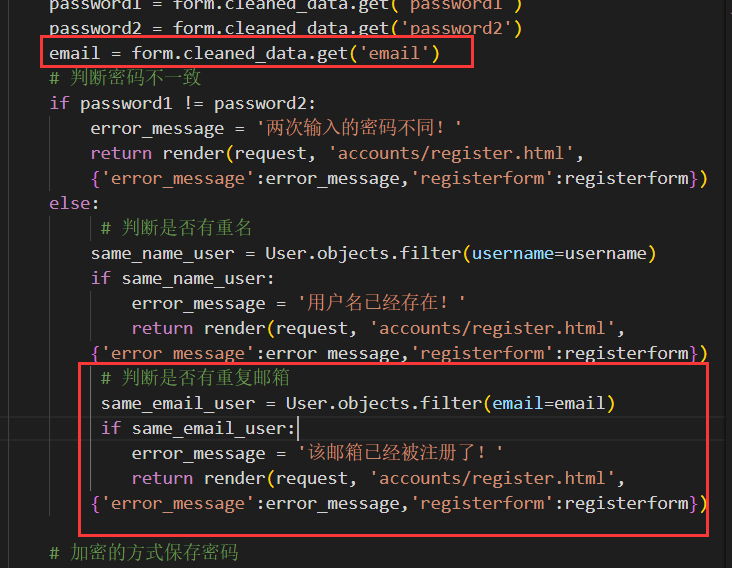 password1 = form.cleaned_data.get('password1')
password2 = form.cleaned_data.get('password2')
email = form.cleaned_data.get('email')
# 判断密码不一致
if password1 != password2:
error_message = '两次输入的密码不同！'
return render(request, 'accounts/register.html',
{'error_message':error_message,'registerform':registerform})
else:
# 判断是否有重名
same_name_user = User.objects.filter(username=username)
if same_name_user:
error_message = '用户名已经存在！'
return render(request, 'accounts/register.html',
{'error_message':error_message,'registerform':registerform})
# 判断是否有重复邮箱
same_email_user = User.objects.filter(email=email)
if same_email_user:
error_message = '该邮箱已经被注册了！'
return render(request, 'accounts/register.html',
{'error_message':error_message,'registerform':registerform})
# 加密的方式保存密码